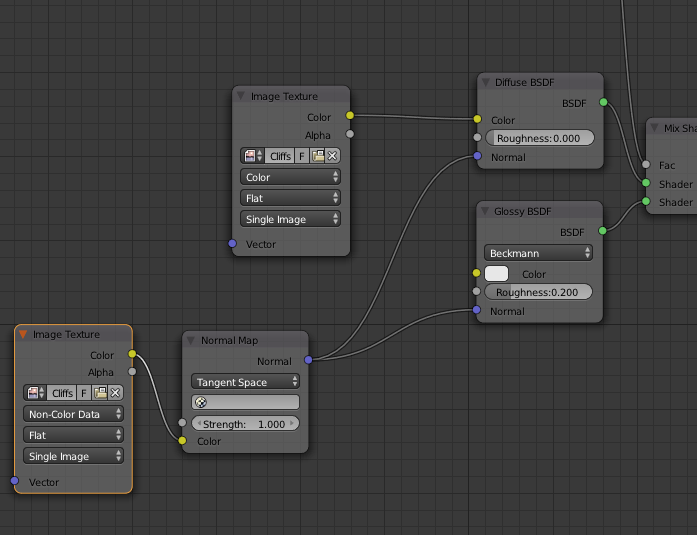 Image Texture
Color
Alpha
Cliffs F
Color
Flat
Single Image
Vector
Diffuse BSDF
BSDF
Color
Roughness:0.000
Normal
Mix Sha
Fac
Shader
Shader
Glossy BSDF
BSDF
Beckmann
Color
Roughness:0.200
Normal
Image Texture
Color
Alpha
Cliffs F
Non-Color Data
Flat
Single Image
Vector
Normal Map
Normal
Tangent Space
Strength: 1.000
Color